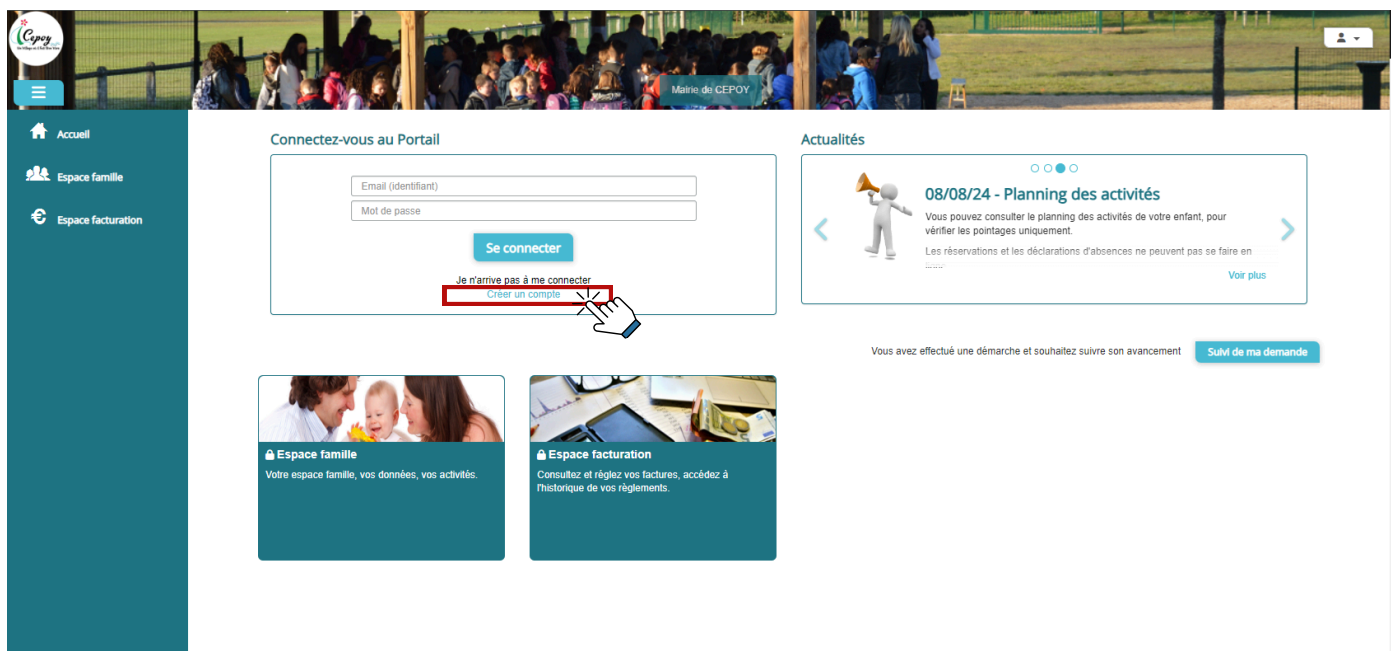 Cepoy
Mairie de CEPOY
Accueil
Espace famille
Espace facturation
Connectez-vous au Portail
Email (identifiant)
Mot de passe
Se connecter
Je n'arrive pas à me connecter
Créer un compte
Actualités
08/08/24 - Planning des activités
Vous pouvez consulter le planning des activités de votre enfant, pour
vérifier les pointages uniquement.
Les réservations et les déclarations d'absences ne peuvent pas se faire en
Voir plus
Vous avez effectué une démarche et souhaitez suivre son avancement
Suivi de ma demande
Espace famille
Votre espace famille, vos données, vos activités.
Espace facturation
Consultez et règlez vos factures, accédez à
l'historique de vos règlements.